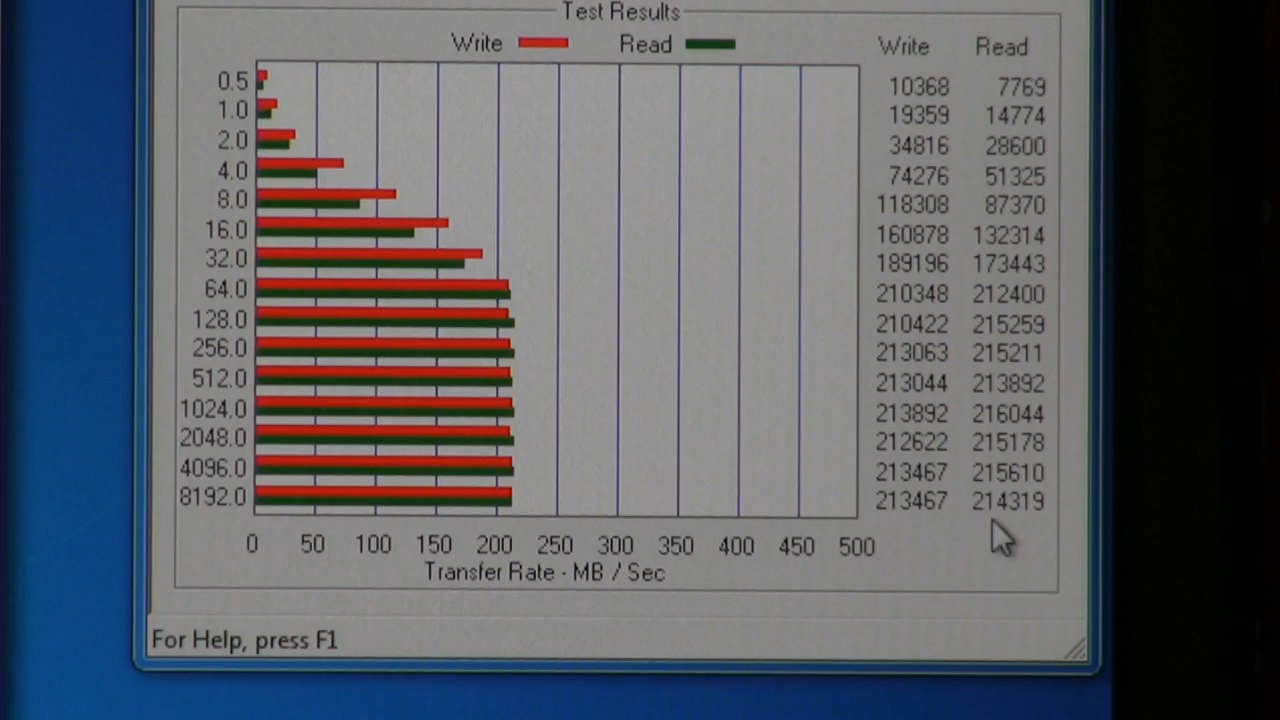 Test Results
Write Read Write Read
0.5 10368 7769
1.0 19359 14774
2.0 34816 28600
4.0 74276 51325
8.0 118308 87370
16.0 160878 132314
32.0 189196 173443
64.0 210348 212400
128.0 210422 215259
256.0 213063 215211
512.0 213044 213892
1024.0 213892 216044
2048.0 212622 215178
4096.0 213467 215610
8192.0 213467 214319
0 50 100 150 200 250 300 350 400 450 500
Transfer Rate - MB / Sec
For Help, press F1